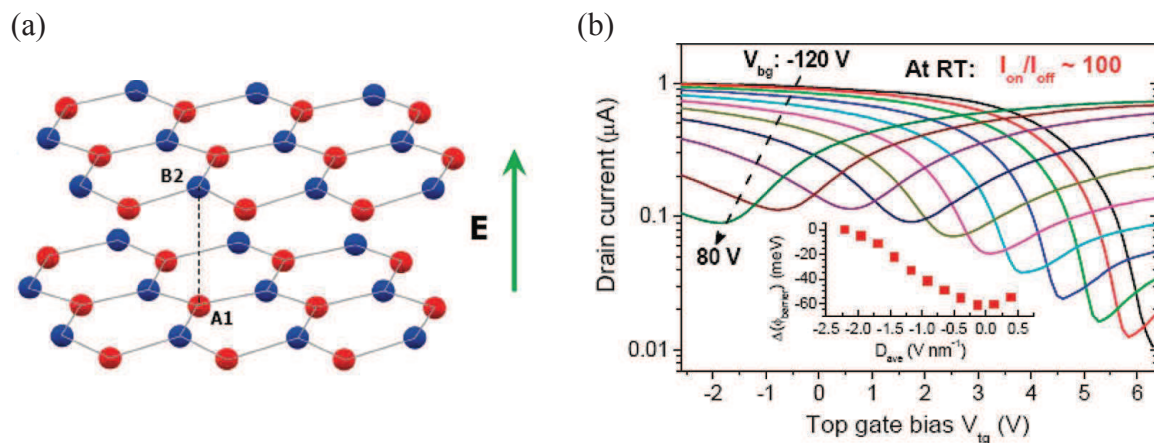 (a)
B2
A1
E
(b)
V_bg: -120 V
At RT: I_on/I_off ~ 100
80 V
Drain current (μA)
1
0.1
0.01
Δ(ϕ_barrier) (meV)
0
-20
-40
-60
-2.5 -2.0 -1.5 -1.0 -0.5 0.0 0.5
D_ave (V nm⁻¹)
-2 -1 0 1 2 3 4 5 6
Top gate bias V_tg (V)